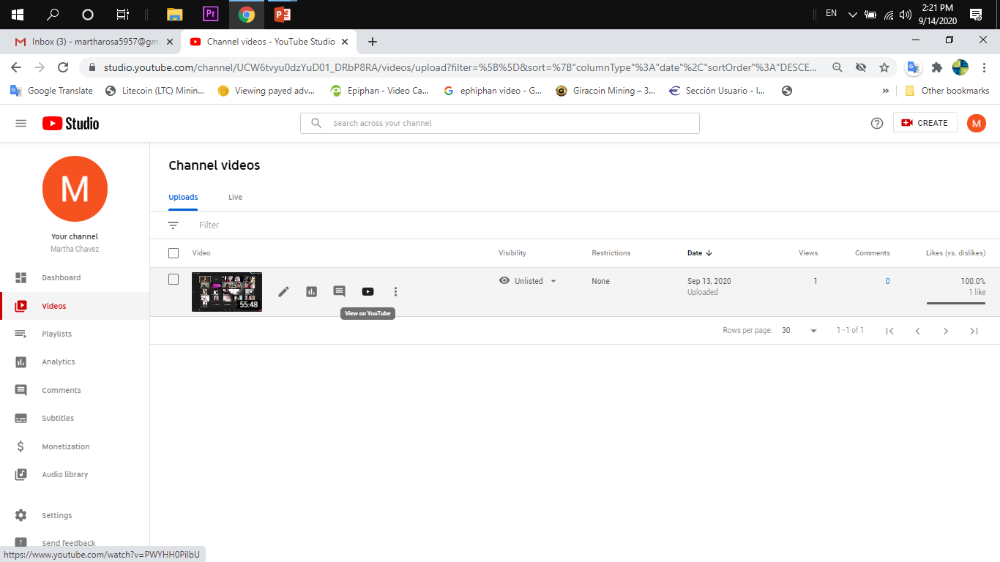 Pr
EN
2:21 PM
9/14/2020
Inbox (3) - martharosa5957@gm
Channel videos - YouTube Studio
studio.youtube.com/channel/UCW6tvyu0dzYuD01_DRbP8RA/videos/upload?filter=%5B%5D&sort=%7B"columnType"%3A"date"%2C"sortOrder"%3A"DESCE...
Google Translate
Litecoin (LTC) Minin...
Viewing payed adv...
Epiphan - Video Ca...
ephiphan video - G...
Giracoin Mining – 3...
Sección Usuario - I...
»
Other bookmarks
Studio
Search across your channel
CREATE
M
M
Your channel
Martha Chavez
Dashboard
Videos
Playlists
Analytics
Comments
Subtitles
Monetization
Audio library
Settings
Send feedback
Channel videos
Uploads
Live
Filter
Video
Visibility
Restrictions
Date
Views
Comments
Likes (vs. dislikes)
55:48
View on YouTube
Unlisted
None
Sep 13, 2020
Uploaded
1
0
100.0%
1 like
Rows per page:
30
1–1 of 1
https://www.youtube.com/watch?v=PWYHH0PiIbU